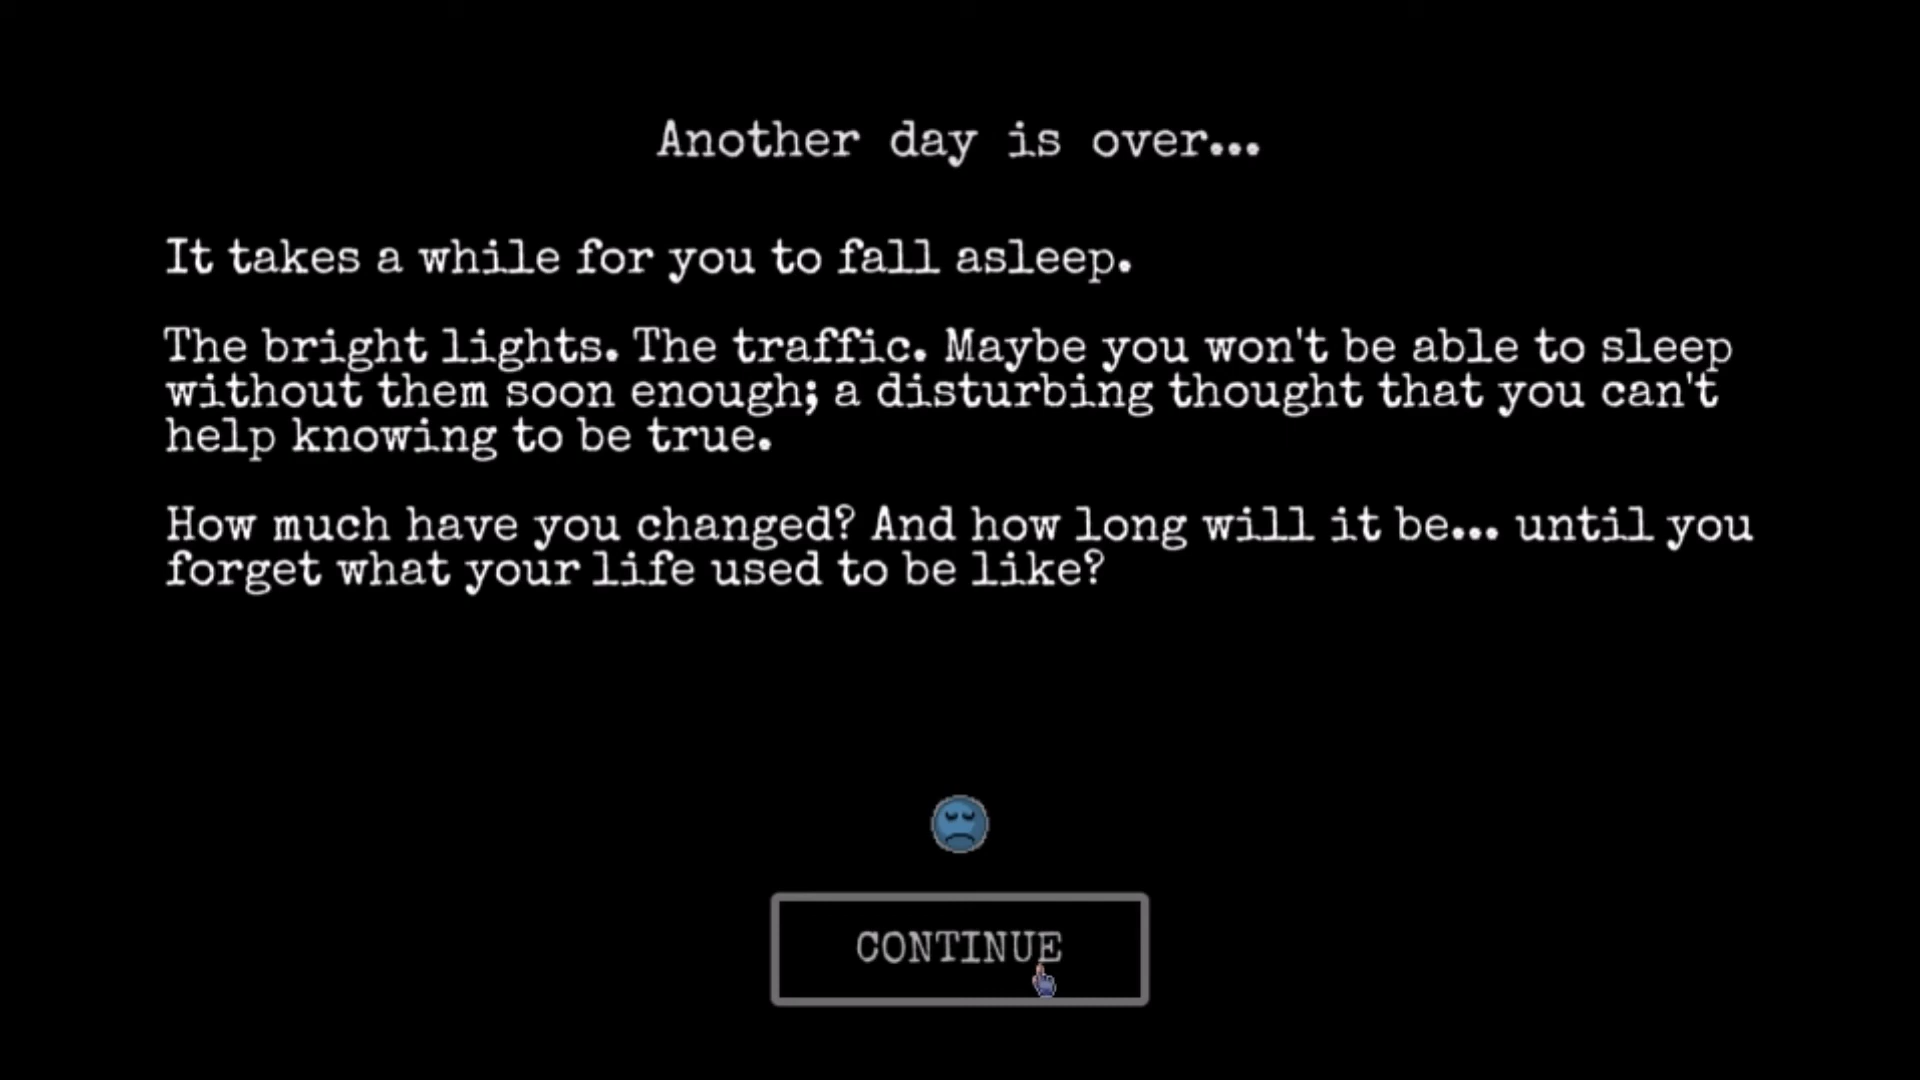 Another day is over...
It takes a while for you to fall asleep.
The bright lights. The traffic. Maybe you won't be able to sleep
without them soon enough; a disturbing thought that you can't
help knowing to be true.
How much have you changed? And how long will it be... until you
forget what your life used to be like?
CONTINUE